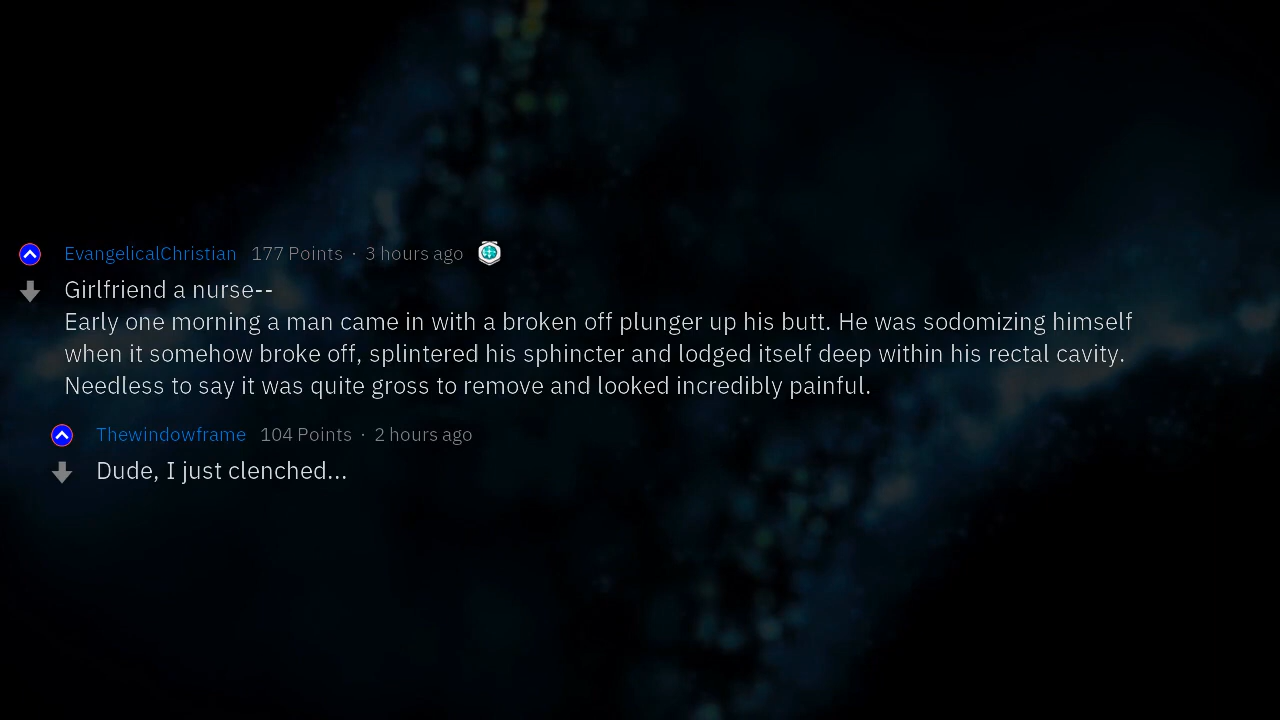 EvangelicalChristian 177 Points · 3 hours ago
Girlfriend a nurse--
Early one morning a man came in with a broken off plunger up his butt. He was sodomizing himself
when it somehow broke off, splintered his sphincter and lodged itself deep within his rectal cavity.
Needless to say it was quite gross to remove and looked incredibly painful.
Thewindowframe 104 Points · 2 hours ago
Dude, I just clenched...